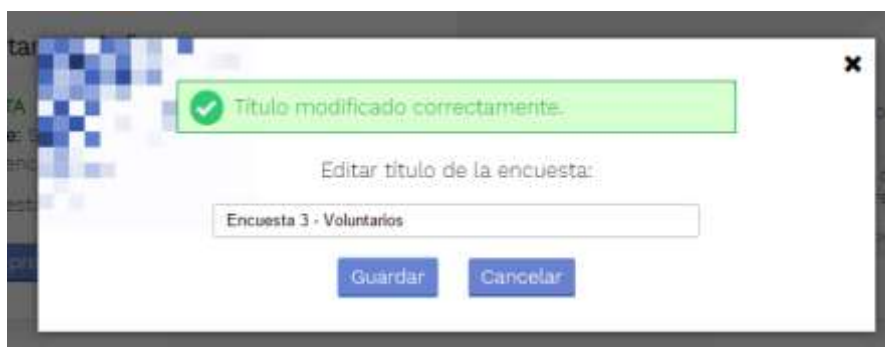 Título modificado correctamente.
Editar título de la encuesta:
Encuesta 3 - Voluntarios
Guardar
Cancelar